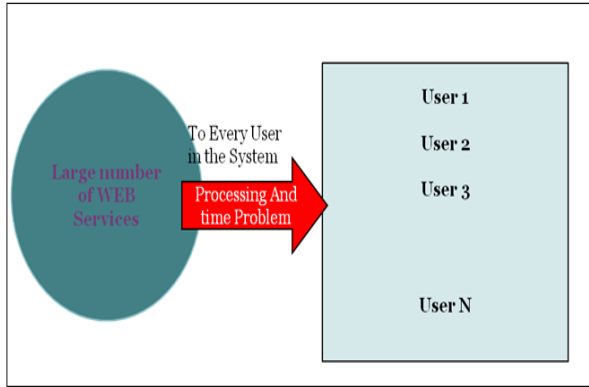 Large number
of WEB
Services
To Every User
in the System
Processing And
time Problem
User 1
User 2
User 3
User N